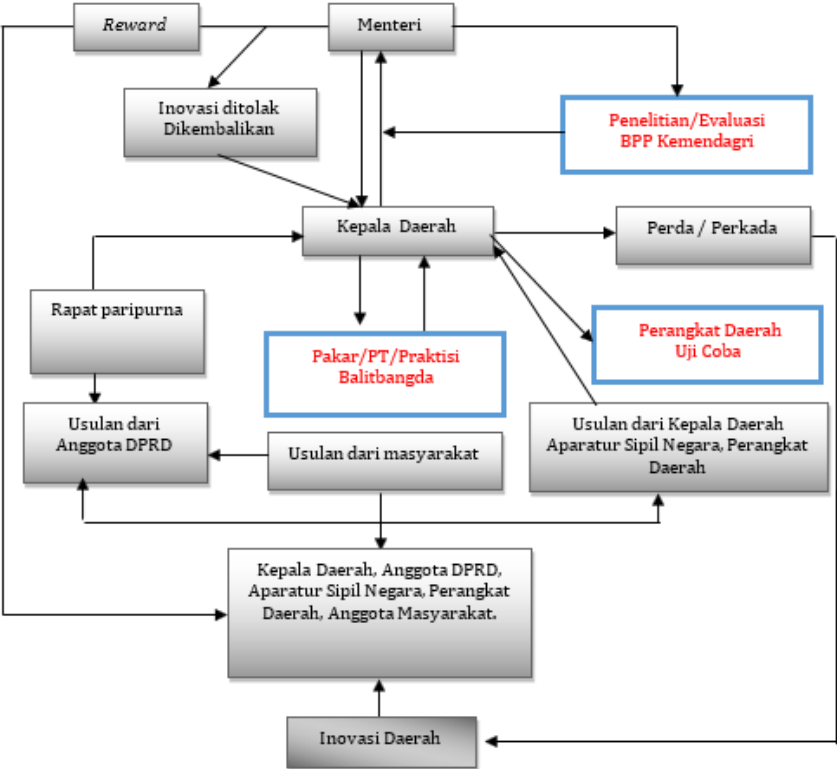 Reward
Menteri
Inovasi ditolak
Dikembalikan
Penelitian/Evaluasi
BPP Kemendagri
Kepala Daerah
Perda / Perkada
Rapat paripurna
Pakar/PT/Praktisi
Balitbangda
Perangkat Daerah
Uji Coba
Usulan dari
Anggota DPRD
Usulan dari masyarakat
Usulan dari Kepala Daerah
Aparatur Sipil Negara, Perangkat
Daerah
Kepala Daerah, Anggota DPRD,
Aparatur Sipil Negara, Perangkat
Daerah, Anggota Masyarakat.
Inovasi Daerah